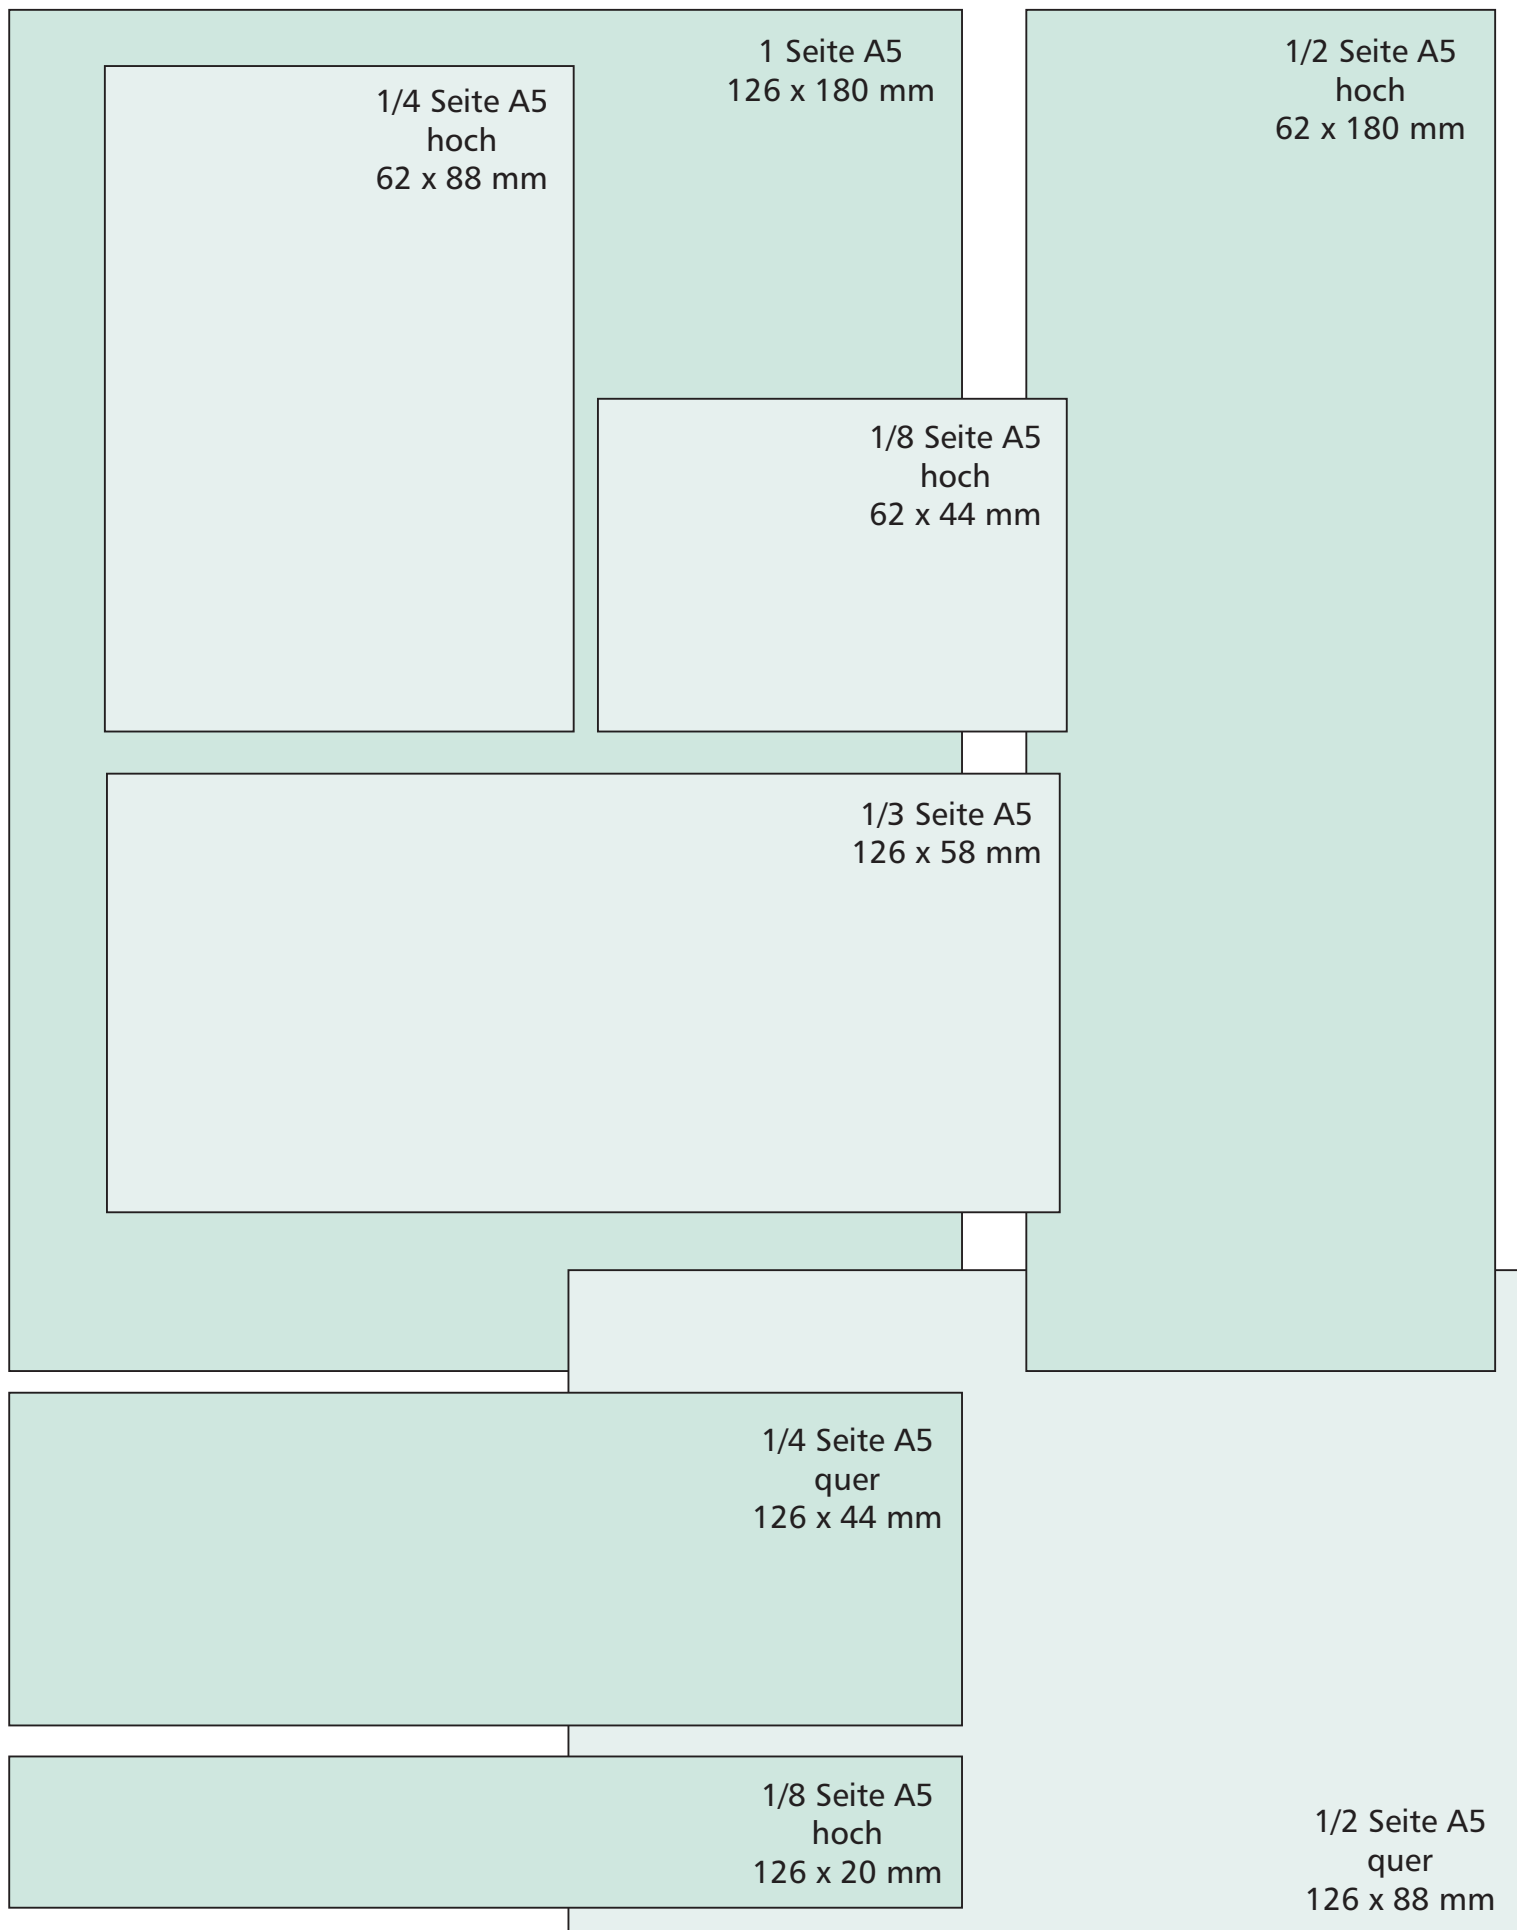 1 Seite A5
126 x 180 mm
1/2 Seite A5
hoch
62 x 180 mm
1/4 Seite A5
hoch
62 x 88 mm
1/8 Seite A5
hoch
62 x 44 mm
1/3 Seite A5
126 x 58 mm
1/4 Seite A5
quer
126 x 44 mm
1/8 Seite A5
hoch
126 x 20 mm
1/2 Seite A5
quer
126 x 88 mm